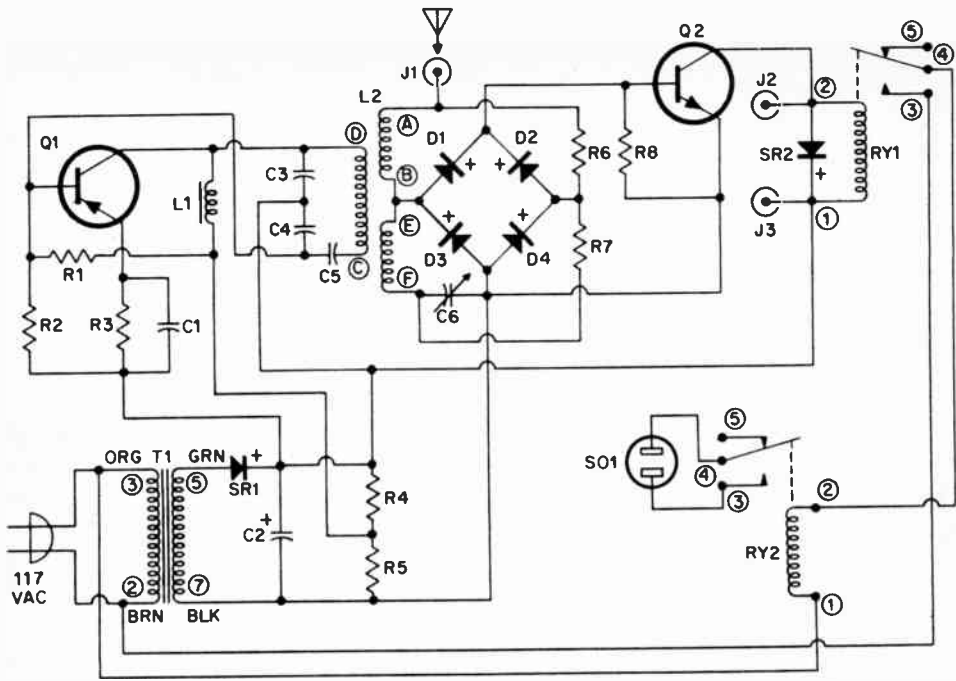 Q2
⑤
④
③
J1
J2
②
L2
Ⓐ
Q1
Ⓓ
D1
D2
R6
R8
SR2
RY1
+
+
+
C3
Ⓑ
L1
C4
Ⓔ
+
+
J3
①
R1
C5
Ⓒ
D3
D4
R7
Ⓕ
C6
R2
R3
C1
ORG
T1
GRN
+
③
⑤
SR1
R4
+
C2
R5
117
VAC
②
⑦
BRN
BLK
⑤
SO1
④
③
②
RY2
①